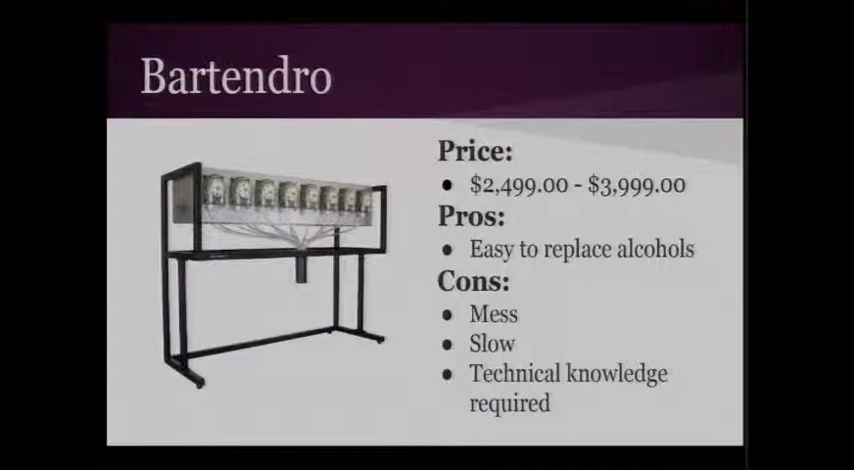 Bartendro
Price:
● $2,499.00 - $3,999.00
Pros:
● Easy to replace alcohols
Cons:
● Mess
● Slow
● Technical knowledge
required